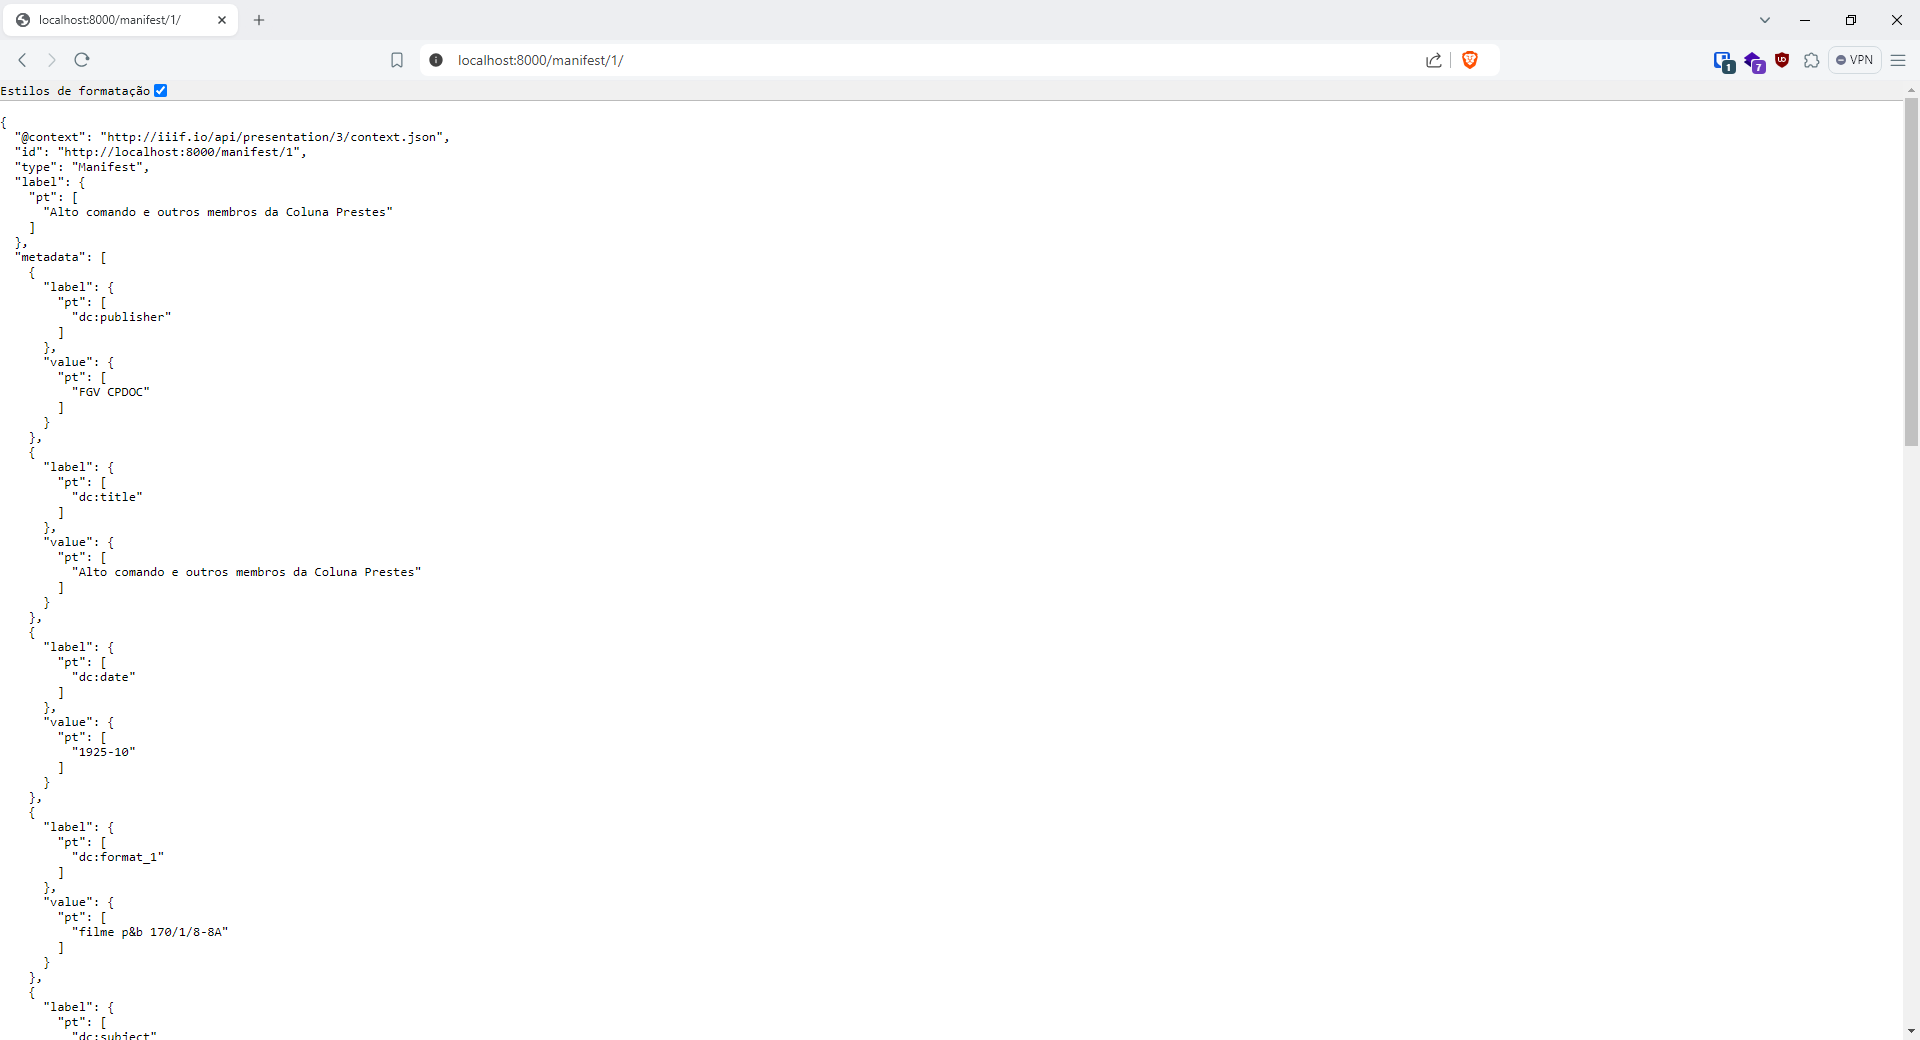 localhost:8000/manifest/1/
localhost:8000/manifest/1/
1
7
VPN
Estilos de formatação
{
  "@context": "http://iiif.io/api/presentation/3/context.json",
  "id": "http://localhost:8000/manifest/1",
  "type": "Manifest",
  "label": {
    "pt": [
      "Alto comando e outros membros da Coluna Prestes"
    ]
  },
  "metadata": [
    {
      "label": {
        "pt": [
          "dc:publisher"
        ]
      },
      "value": {
        "pt": [
          "FGV CPDOC"
        ]
      }
    },
    {
      "label": {
        "pt": [
          "dc:title"
        ]
      },
      "value": {
        "pt": [
          "Alto comando e outros membros da Coluna Prestes"
        ]
      }
    },
    {
      "label": {
        "pt": [
          "dc:date"
        ]
      },
      "value": {
        "pt": [
          "1925-10"
        ]
      }
    },
    {
      "label": {
        "pt": [
          "dc:format_1"
        ]
      },
      "value": {
        "pt": [
          "filme p&b 170/1/8-8A"
        ]
      }
    },
    {
      "label": {
        "pt": [
          "dc:subject"